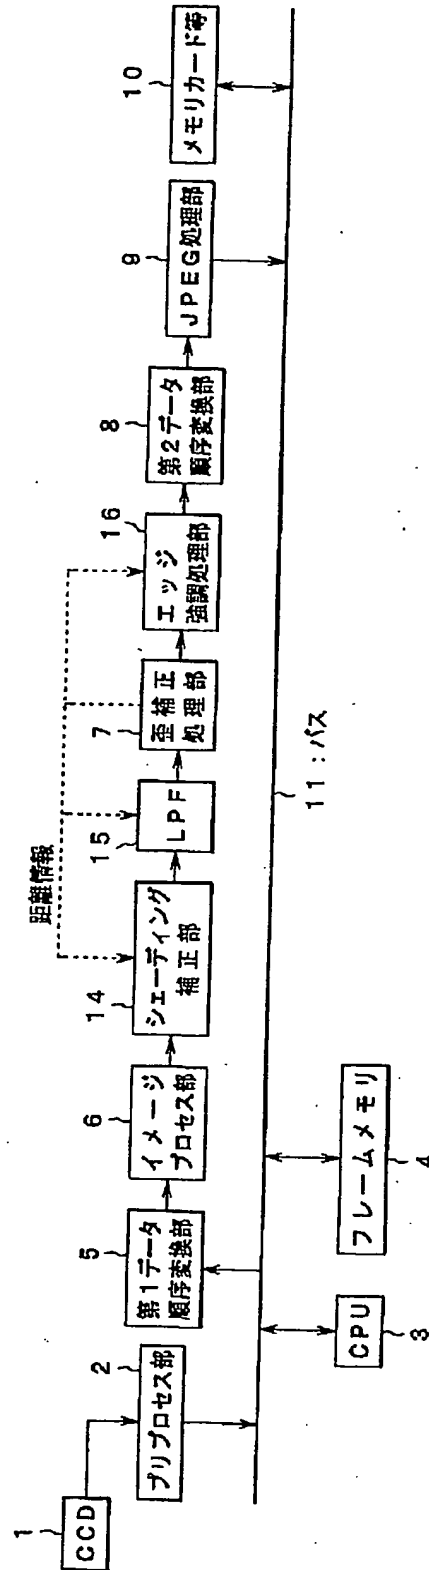 1
CCD
2
プリプロセス部
5
第1データ
順序変換部
6
イメージ
プロセス部
14
シェーディング
補正部
距離情報
15
LPF
7
歪補正
処理部
16
エッジ
強調処理部
8
第2データ
順序変換部
9
JPEG処理部
10
メモリカード等
11:バス
CPU
3
フレームメモリ
4